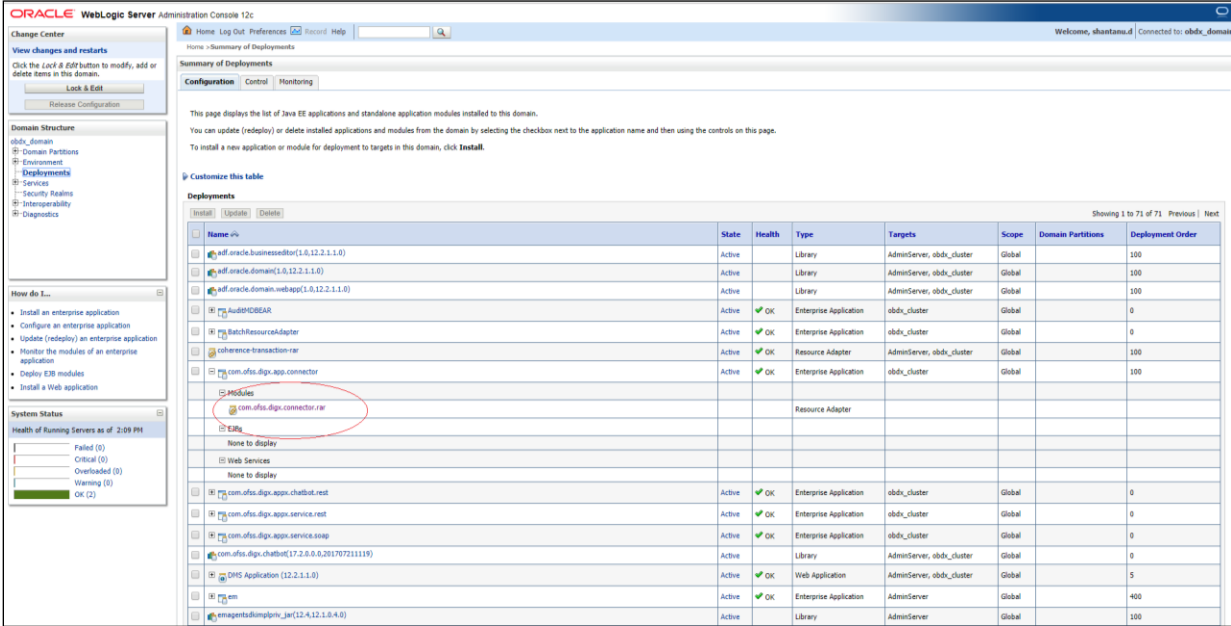 ORACLE WebLogic Server Administration Console 12c
Change Center
View changes and restarts
Click the Lock & Edit button to modify, add or
delete items in this domain.
Lock & Edit
Release Configuration
Domain Structure
obdx_domain
Domain Partitions
Environment
Deployments
Services
Security Realms
Interoperability
Diagnostics
How do I...
Install an enterprise application
Configure an enterprise application
Update (redeploy) an enterprise application
Monitor the modules of an enterprise
application
Deploy EJB modules
Install a Web application
System Status
Health of Running Servers as of 2:09 PM
Failed (0)
Critical (0)
Overloaded (0)
Warning (0)
OK (2)
Home Log Out Preferences Record Help
Welcome, shantanu.d Connected to: obdx_domain
Home >Summary of Deployments
Summary of Deployments
Configuration Control Monitoring
This page displays the list of Java EE applications and standalone application modules installed to this domain.
You can update (redeploy) or delete installed applications and modules from the domain by selecting the checkbox next to the application name and then using the controls on this page.
To install a new application or module for deployment to targets in this domain, click Install.
Customize this table
Deployments
Install Update Delete Showing 1 to 71 of 71 Previous | Next
Name State Health Type Targets Scope Domain Partitions Deployment Order
adf.oracle.businesseditor(1.0,12.2.1.1.0) Active Library AdminServer, obdx_cluster Global 100
adf.oracle.domain(1.0,12.2.1.1.0) Active Library AdminServer, obdx_cluster Global 100
adf.oracle.domain.webapp(1.0,12.2.1.1.0) Active Library AdminServer, obdx_cluster Global 100
AuditMDBEAR Active OK Enterprise Application obdx_cluster Global 0
BatchResourceAdapter Active OK Enterprise Application obdx_cluster Global 0
coherence-transaction-rar Active OK Resource Adapter AdminServer, obdx_cluster Global 100
com.ofss.digx.app.connector Active OK Enterprise Application obdx_cluster Global 100
Modules
com.ofss.digx.connector.rar Resource Adapter
EJBs
None to display
Web Services
None to display
com.ofss.digx.appx.chatbot.rest Active OK Enterprise Application obdx_cluster Global 0
com.ofss.digx.appx.service.rest Active OK Enterprise Application obdx_cluster Global 0
com.ofss.digx.appx.service.soap Active OK Enterprise Application obdx_cluster Global 0
com.ofss.digx.chatbot(17.2.0.0.0,201707211119) Active Library AdminServer, obdx_cluster Global 0
DMS Application (12.2.1.1.0) Active OK Web Application AdminServer, obdx_cluster Global 5
em Active OK Enterprise Application AdminServer Global 400
emagentsdkimplpriv_jar(12.4,12.1.0.4.0) Active Library AdminServer Global 100